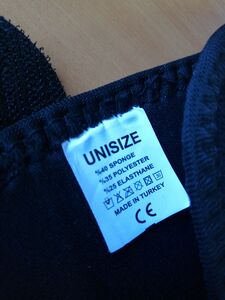 UNISIZE
%40 SPONGE
%35 POLYESTER
%25 ELASTHANE
MADE IN TURKEY
CE